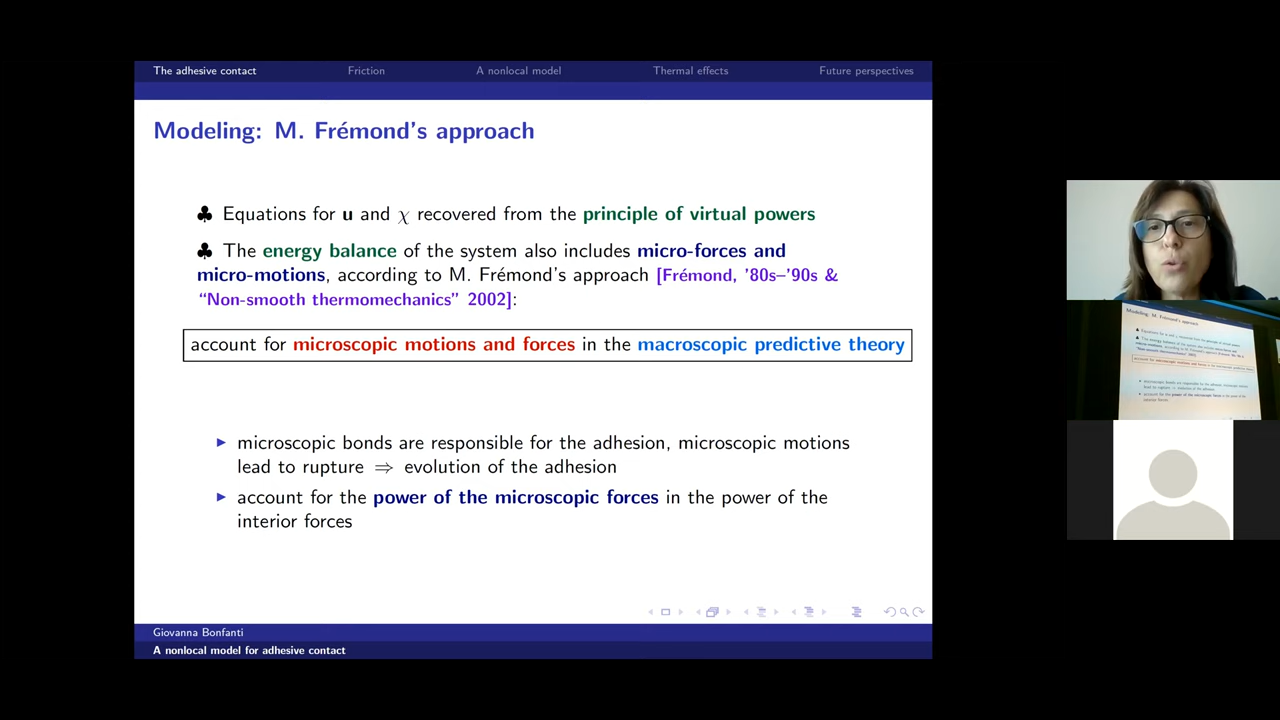 The adhesive contact Friction A nonlocal model Thermal effects Future perspectives
Modeling: M. Frémond's approach
♣ Equations for u and χ recovered from the principle of virtual powers
♣ The energy balance of the system also includes micro-forces and
micro-motions, according to M. Frémond's approach [Frémond, '80s–'90s &
“Non-smooth thermomechanics” 2002]:
account for microscopic motions and forces in the macroscopic predictive theory
▶ microscopic bonds are responsible for the adhesion, microscopic motions
lead to rupture ⇒ evolution of the adhesion
▶ account for the power of the microscopic forces in the power of the
interior forces
Giovanna Bonfanti
A nonlocal model for adhesive contact
Modeling: M. Frémond's approach